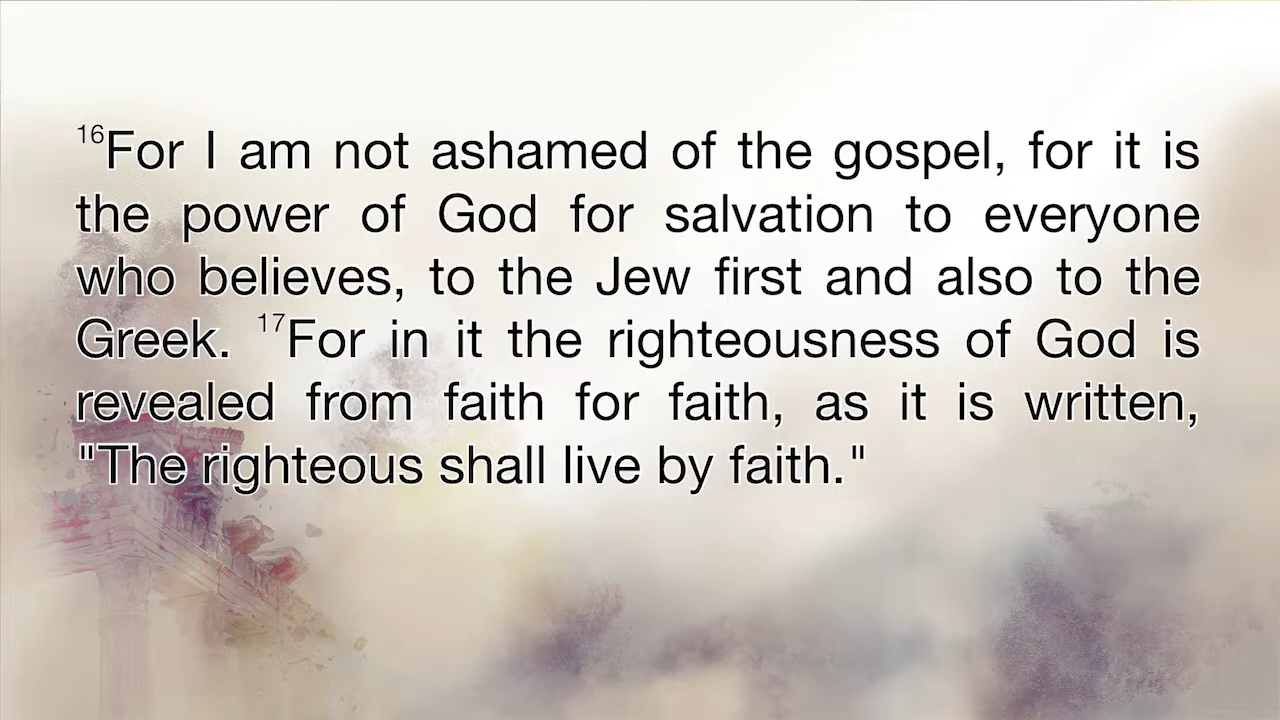 16For I am not ashamed of the gospel, for it is
the power of God for salvation to everyone
who believes, to the Jew first and also to the
Greek. 17For in it the righteousness of God is
revealed from faith for faith, as it is written,
"The righteous shall live by faith."